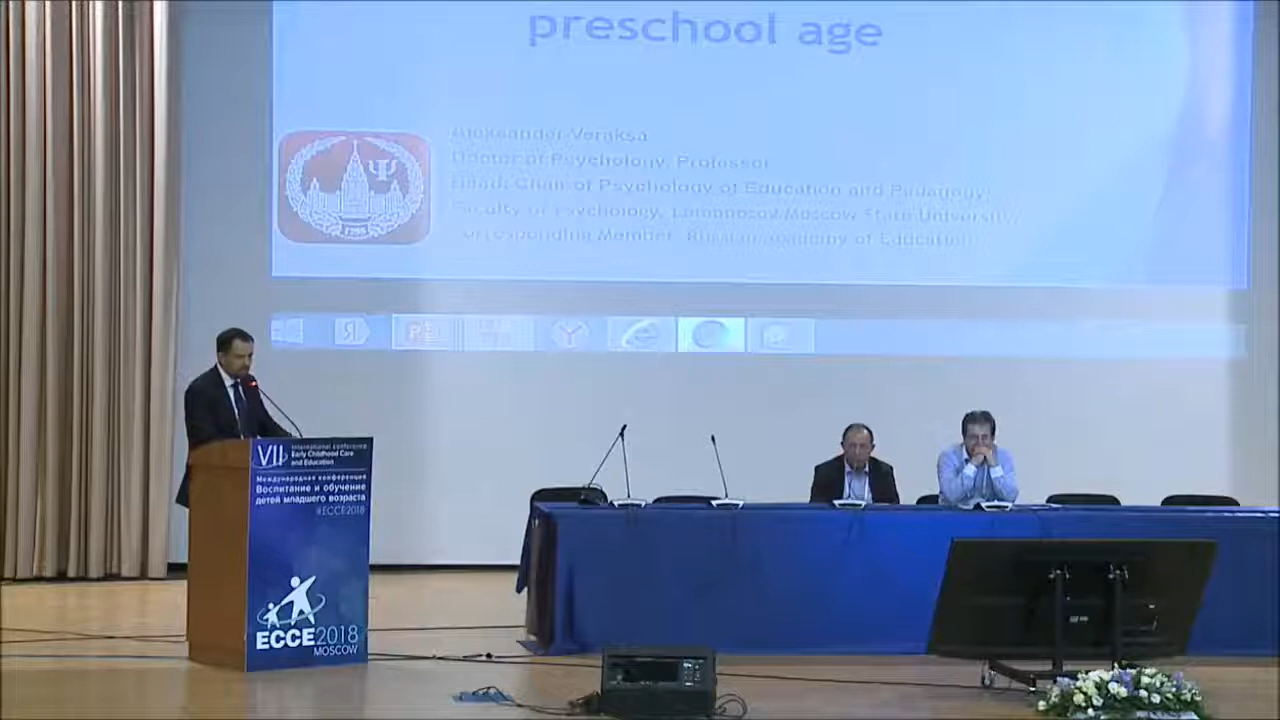 preschool age
Aleksander Veraksa
Doctor of Psychology, Professor
Head, Chair of Psychology of Education and Pedagogy,
Faculty of Psychology, Lomonosov Moscow State University,
Corresponding Member, Russian Academy of Education
Ψ
1755
Я
VII
International conference
Early Childhood Care
and Education
Международная конференция
Воспитание и обучение
детей младшего возраста
#ECCE2018
ECCE2018
MOSCOW